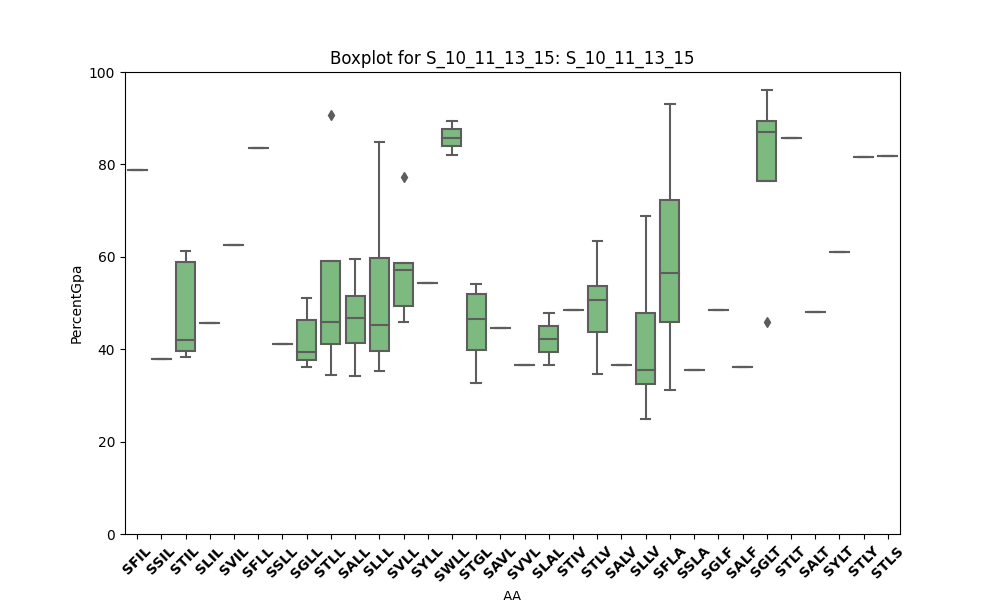 Boxplot for S_10_11_13_15: S_10_11_13_15
100
80
60
40
20
0
PercentGpa
SFIL SSIL STIL SLIL SVIL SFLL SSLL SGLL STLL SALL SLLL SVLL SYLL SWLL STGL SAVL SVVL SLAL STIV STLV SALV SLLV SFLA SSLA SGLF SALF SGLT STLT SALT SYLT STLY STLS
AA